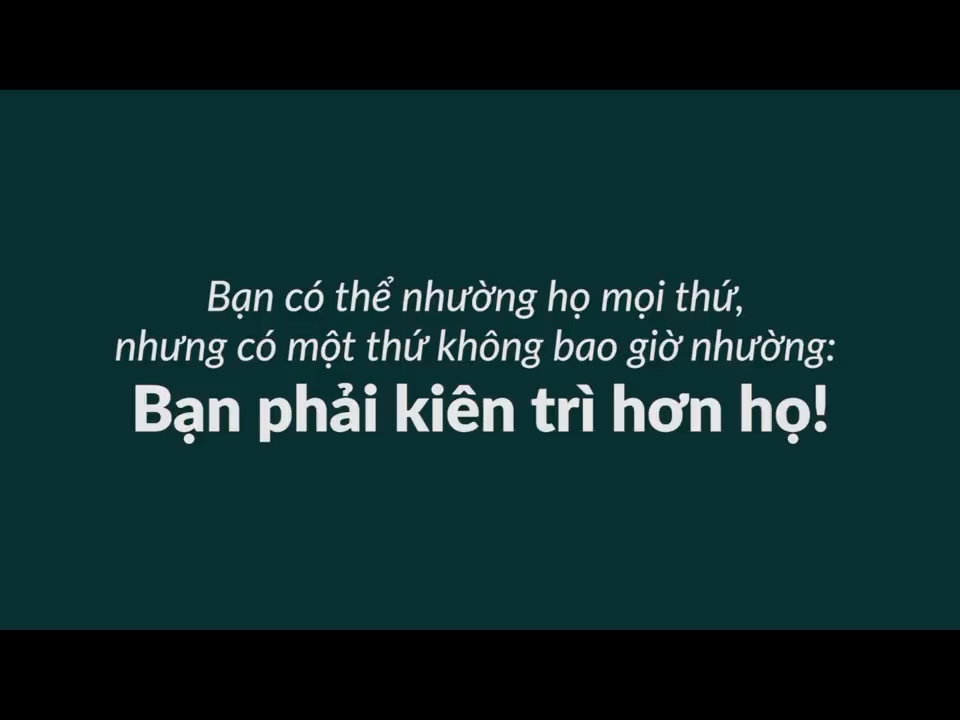 Bạn có thể nhường họ mọi thứ,
nhưng có một thứ không bao giờ nhường:
Bạn phải kiên trì hơn họ!